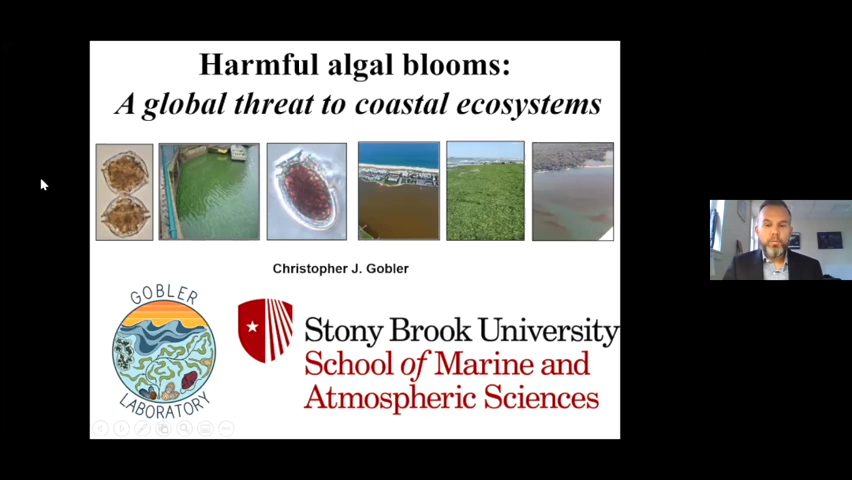 Harmful algal blooms:
A global threat to coastal ecosystems
Christopher J. Gobler
GOBLER
LABORATORY
Stony Brook University
School of Marine and
Atmospheric Sciences